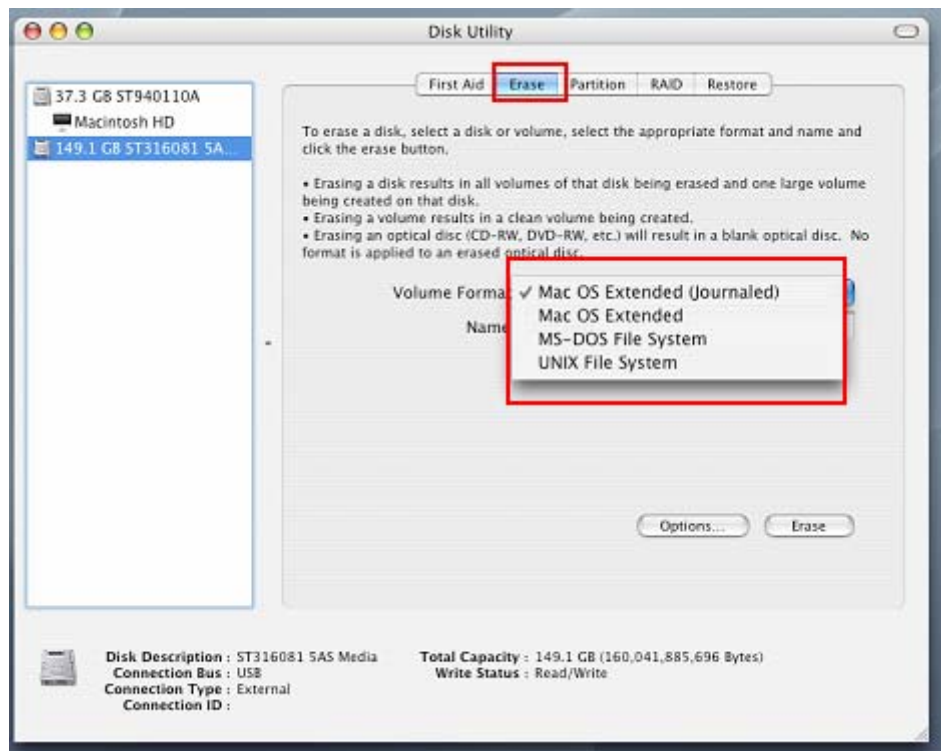 Disk Utility
37.3 GB ST940110A
Macintosh HD
149.1 GB ST316081 5A...
First Aid Erase Partition RAID Restore
To erase a disk, select a disk or volume, select the appropriate format and name and
click the erase button.
• Erasing a disk results in all volumes of that disk being erased and one large volume
being created on that disk.
• Erasing a volume results in a clean volume being created.
• Erasing an optical disc (CD-RW, DVD-RW, etc.) will result in a blank optical disc. No
format is applied to an erased optical disc.
Volume Forma ✓ Mac OS Extended (Journaled)
Mac OS Extended
Name
MS-DOS File System
UNIX File System
Options... Erase
Disk Description : ST316081 5AS Media
Connection Bus : USB
Connection Type : External
Connection ID :
Total Capacity : 149.1 GB (160,041,885,696 Bytes)
Write Status : Read/Write